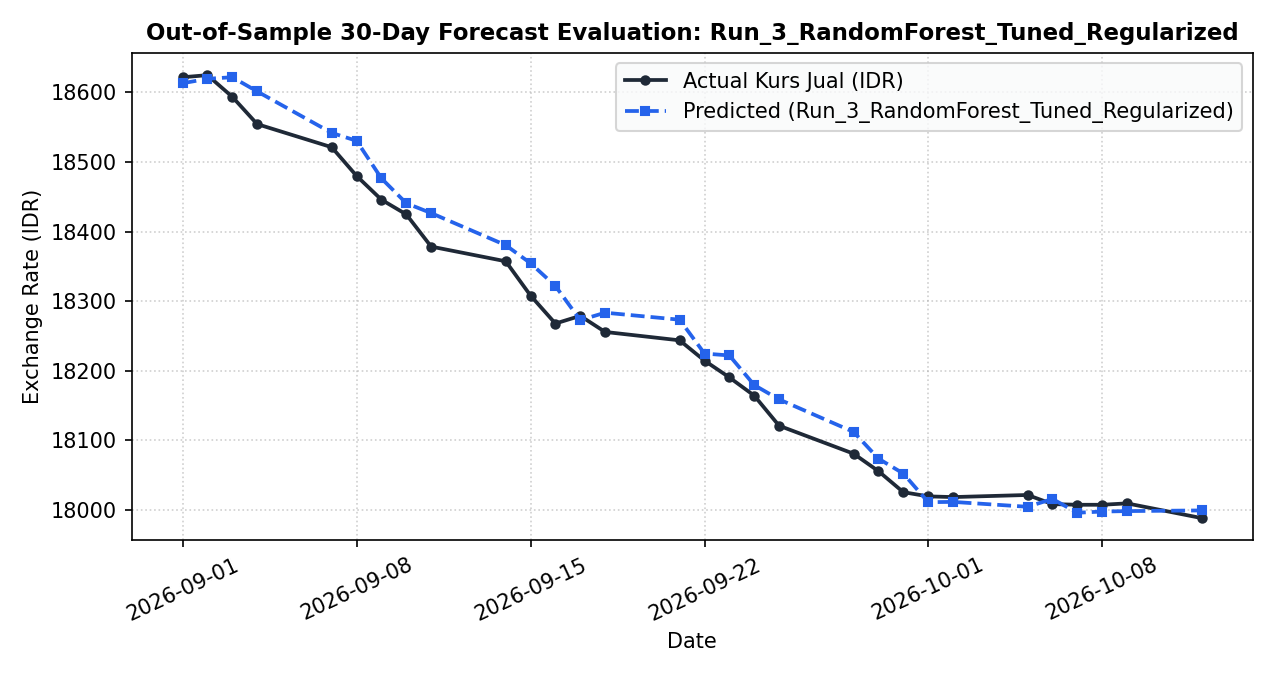 Out-of-Sample 30-Day Forecast Evaluation: Run_3_RandomForest_Tuned_Regularized
Actual Kurs Jual (IDR)
Predicted (Run_3_RandomForest_Tuned_Regularized)
Exchange Rate (IDR)
18600
18500
18400
18300
18200
18100
18000
2026-09-01
2026-09-08
2026-09-15
2026-09-22
2026-10-01
2026-10-08
Date